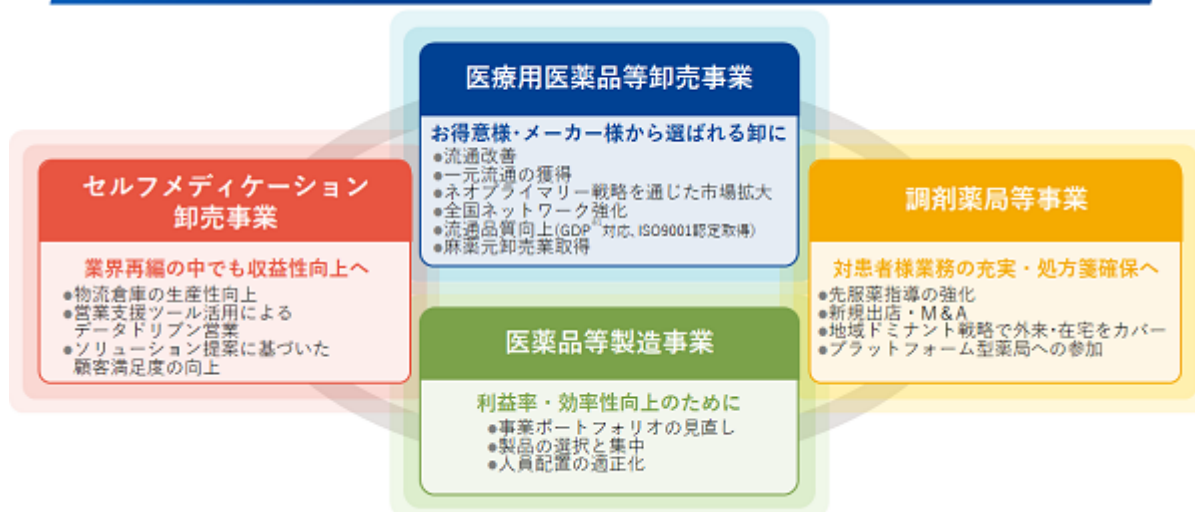 医療用医薬品等卸売事業
お得意様・メーカー様から選ばれる卸に
●流通改善
●一元流通の獲得
●ネオプライマリー戦略を通じた市場拡大
●全国ネットワーク強化
●流通品質向上(GDP 対応、ISO9001認定取得)
●麻薬元卸売業取得
セルフメディケーション
卸売事業
業界再編の中でも収益性向上へ
●物流倉庫の生産性向上
●営業支援ツール活用による
データドリブン営業
●ソリューション提案に基づいた
顧客満足度の向上
調剤薬局等事業
対患者様業務の充実・処方箋確保へ
●先服薬指導の強化
●新規出店・M&A
●地域ドミナント戦略で外来・在宅をカバー
●プラットフォーム型薬局への参加
医薬品等製造事業
利益率・効率性向上のために
●事業ポートフォリオの見直し
●製品の選択と集中
●人員配置の適正化